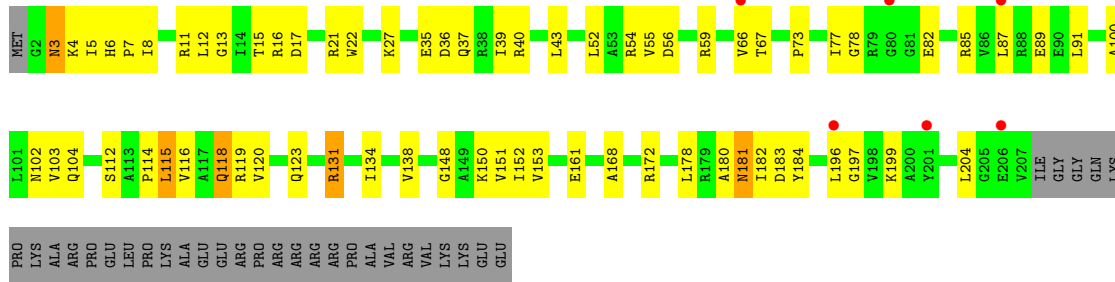 MET G2 N3 K4 I5 H6 P7 I8 R11 L12 G13 I14 T15 R16 D17 R21 W22 K27 E35 D36 Q37 R38 I39 R40 L43 L52 A53 R54 V55 D56 R59 V66 T67 P73 I77 G78 R79 G80 G81 E82 R85 V86 L87 R88 E89 E90 L91 A100
L101 N102 V103 Q104 S112 A113 P114 L115 V116 A117 Q118 R119 V120 Q123 R131 I134 V138 G148 A149 K150 V151 I152 V153 E161 A168 R172 L178 R179 A180 N181 I182 D183 Y184 L196 G197 V198 K199 A200 Y201 L204 G205 E206 V207 ILE GLY GLY GLN LYS
PRO LYS ALA ARG PRO GLU LEU PRO LYS ALA GLU GLU ARG PRO ARG ARG ARG ARG PRO ALA VAL ARG VAL LYS LYS GLU GLU